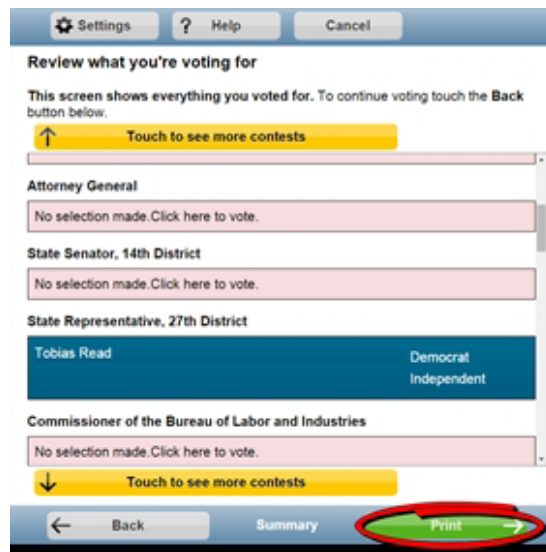 Settings ? Help Cancel
Review what you're voting for
This screen shows everything you voted for. To continue voting touch the Back
button below.
Touch to see more contests
Attorney General
No selection made.Click here to vote.
State Senator, 14th District
No selection made.Click here to vote.
State Representative, 27th District
Tobias Read Democrat
Independent
Commissioner of the Bureau of Labor and Industries
No selection made.Click here to vote.
Touch to see more contests
Back Summary Print